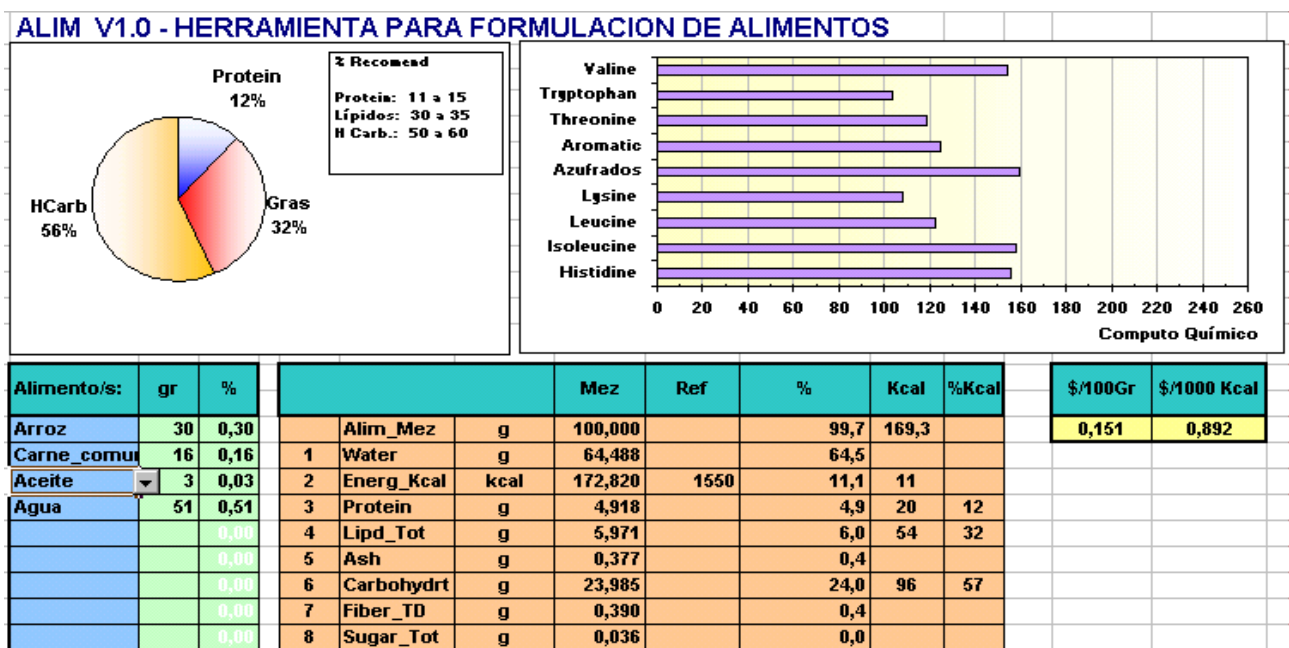 ALIM V1.0 - HERRAMIENTA PARA FORMULACION DE ALIMENTOS
Protein
12%
HCarb
56%
Gras
32%
% Recomend
Protein: 11 a 15
Lípidos: 30 a 35
H Carb.: 50 a 60
Valine
Tryptophan
Threonine
Aromatic
Azufrados
Lysine
Leucine
Isoleucine
Histidine
0 20 40 60 80 100 120 140 160 180 200 220 240 260
Computo Químico
Alimento/s: gr %
Arroz 30 0,30
Carne_comu 16 0,16
Aceite 3 0,03
Agua 51 0,51
0,00
0,00
0,00
0,00
0,00
Mez Ref % Kcal %Kcal
Alim_Mez g 100,000 99,7 169,3
1 Water g 64,488 64,5
2 Energ_Kcal kcal 172,820 1550 11,1 11
3 Protein g 4,918 4,9 20 12
4 Lipd_Tot g 5,971 6,0 54 32
5 Ash g 0,377 0,4
6 Carbohydrt g 23,985 24,0 96 57
7 Fiber_TD g 0,390 0,4
8 Sugar_Tot g 0,036 0,0
$/100Gr $/1000 Kcal
0,151 0,892